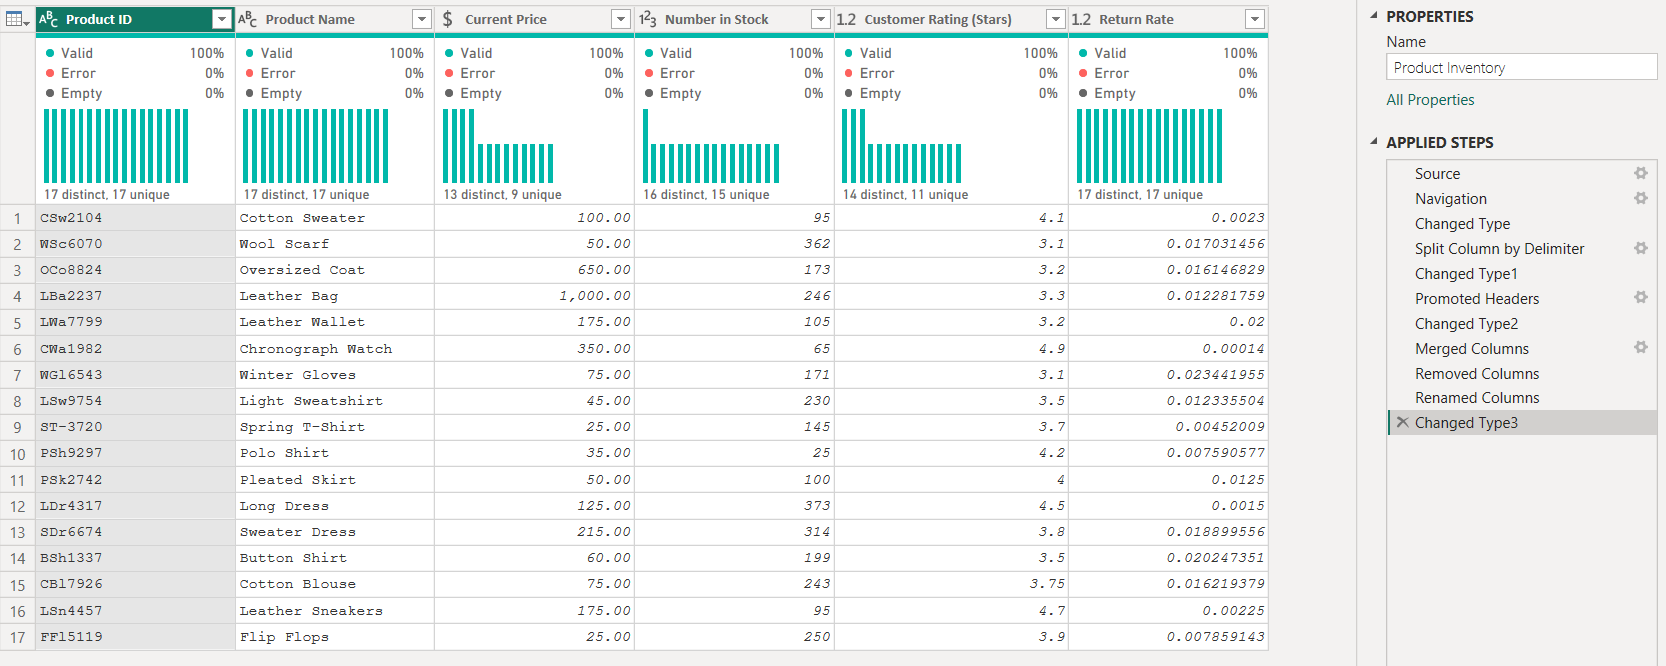 Product ID Product Name $ Current Price 123 Number in Stock 1.2 Customer Rating (Stars) 1.2 Return Rate
Valid 100% Valid 100% Valid 100% Valid 100% Valid 100% Valid 100%
Error 0% Error 0% Error 0% Error 0% Error 0% Error 0%
Empty 0% Empty 0% Empty 0% Empty 0% Empty 0% Empty 0%
17 distinct, 17 unique 17 distinct, 17 unique 13 distinct, 9 unique 16 distinct, 15 unique 14 distinct, 11 unique 17 distinct, 17 unique
1 CSw2104 Cotton Sweater 100.00 95 4.1 0.0023
2 WSc6070 Wool Scarf 50.00 362 3.1 0.017031456
3 OCo8824 Oversized Coat 650.00 173 3.2 0.016146829
4 LBa2237 Leather Bag 1,000.00 246 3.3 0.012281759
5 LWa7799 Leather Wallet 175.00 105 3.2 0.02
6 CWa1982 Chronograph Watch 350.00 65 4.9 0.00014
7 WGl6543 Winter Gloves 75.00 171 3.1 0.023441955
8 LSw9754 Light Sweatshirt 45.00 230 3.5 0.012335504
9 ST-3720 Spring T-Shirt 25.00 145 3.7 0.00452009
10 PSh9297 Polo Shirt 35.00 25 4.2 0.007590577
11 PSk2742 Pleated Skirt 50.00 100 4 0.0125
12 LDr4317 Long Dress 125.00 373 4.5 0.0015
13 SDr6674 Sweater Dress 215.00 314 3.8 0.018899556
14 BSh1337 Button Shirt 60.00 199 3.5 0.020247351
15 CBl7926 Cotton Blouse 75.00 243 3.75 0.016219379
16 LSn4457 Leather Sneakers 175.00 95 4.7 0.00225
17 FFl5119 Flip Flops 25.00 250 3.9 0.007859143
PROPERTIES
Name
Product Inventory
All Properties
APPLIED STEPS
Source
Navigation
Changed Type
Split Column by Delimiter
Changed Type1
Promoted Headers
Changed Type2
Merged Columns
Removed Columns
Renamed Columns
Changed Type3